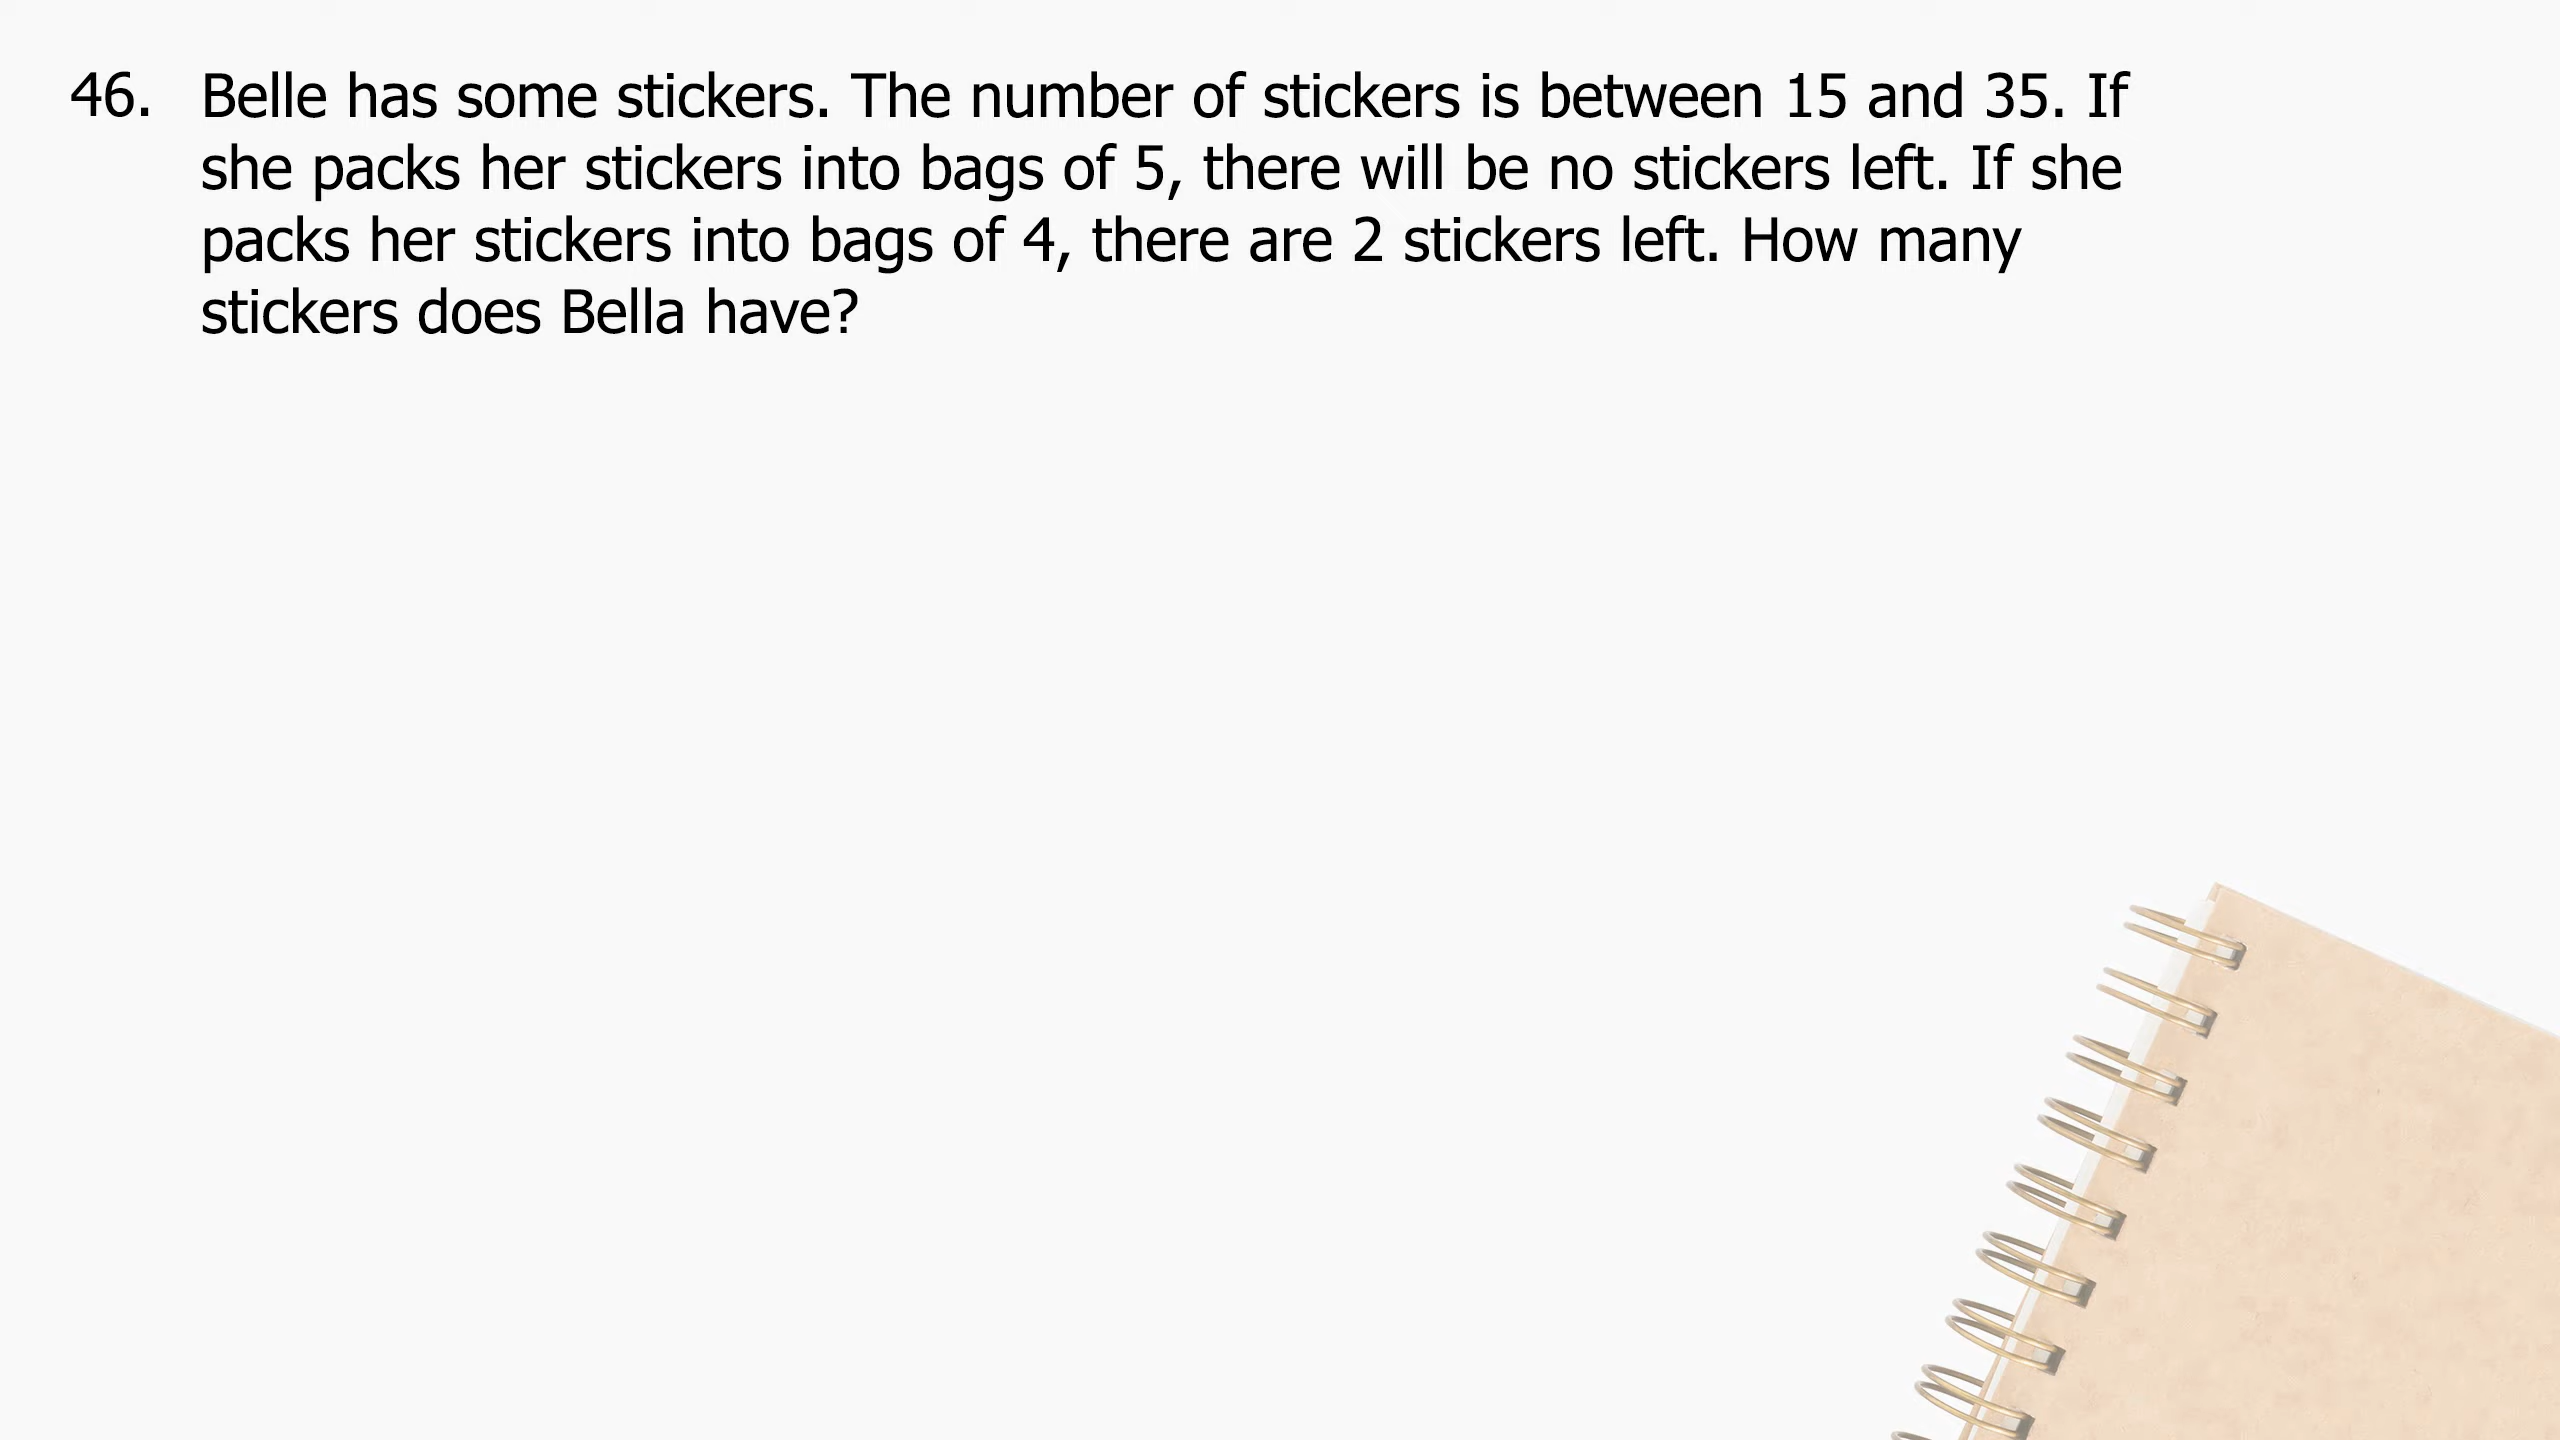 46. Belle has some stickers. The number of stickers is between 15 and 35. If
she packs her stickers into bags of 5, there will be no stickers left. If she
packs her stickers into bags of 4, there are 2 stickers left. How many
stickers does Bella have?